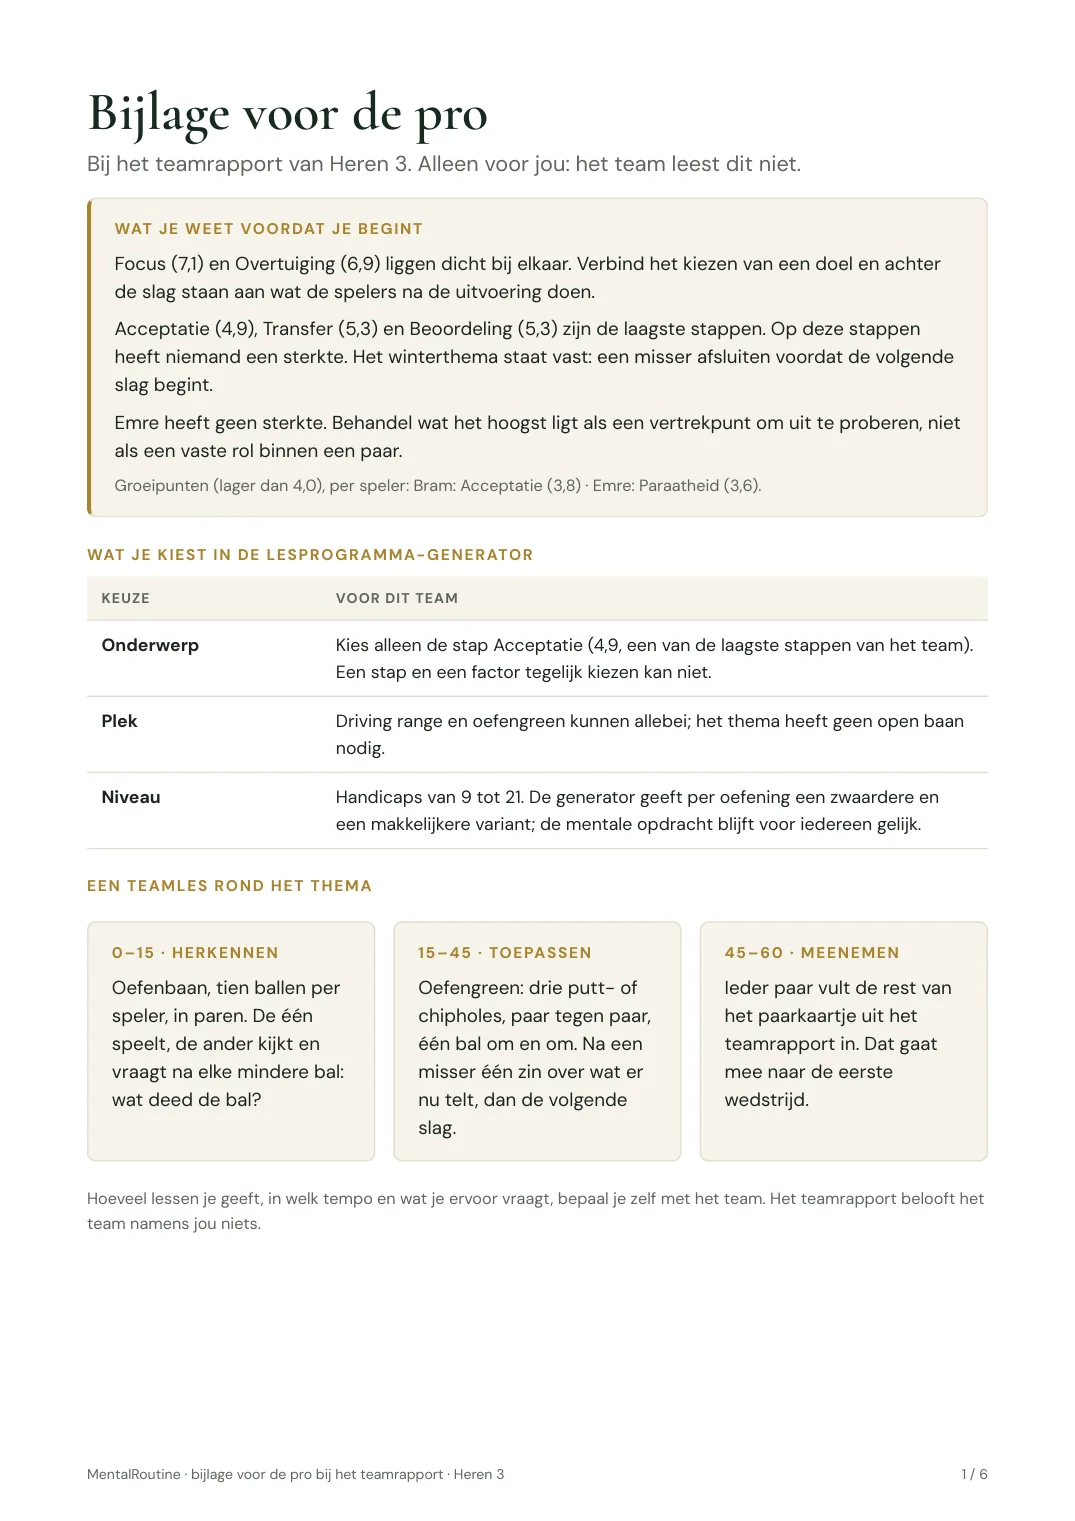 Bijlage voor de pro
Bij het teamrapport van Heren 3. Alleen voor jou: het team leest dit niet.
WAT JE WEET VOORDAT JE BEGINT
Focus (7,1) en Overtuiging (6,9) liggen dicht bij elkaar. Verbind het kiezen van een doel en achter
de slag staan aan wat de spelers na de uitvoering doen.
Acceptatie (4,9), Transfer (5,3) en Beoordeling (5,3) zijn de laagste stappen. Op deze stappen
heeft niemand een sterkte. Het winterthema staat vast: een misser afsluiten voordat de volgende
slag begint.
Emre heeft geen sterkte. Behandel wat het hoogst ligt als een vertrekpunt om uit te proberen, niet
als een vaste rol binnen een paar.
Groeipunten (lager dan 4,0), per speler: Bram: Acceptatie (3,8) · Emre: Paraatheid (3,6).
WAT JE KIEST IN DE LESPROGRAMMA-GENERATOR
KEUZE VOOR DIT TEAM
Onderwerp Kies alleen de stap Acceptatie (4,9, een van de laagste stappen van het team).
Een stap en een factor tegelijk kiezen kan niet.
Plek Driving range en oefengreen kunnen allebei; het thema heeft geen open baan
nodig.
Niveau Handicaps van 9 tot 21. De generator geeft per oefening een zwaardere en
een makkelijkere variant; de mentale opdracht blijft voor iedereen gelijk.
EEN TEAMLES ROND HET THEMA
0–15 · HERKENNEN
Oefenbaan, tien ballen per
speler, in paren. De één
speelt, de ander kijkt en
vraagt na elke mindere bal:
wat deed de bal?
15–45 · TOEPASSEN
Oefengreen: drie putt- of
chipholes, paar tegen paar,
één bal om en om. Na een
misser één zin over wat er
nu telt, dan de volgende
slag.
45–60 · MEENEMEN
Ieder paar vult de rest van
het paarkaartje uit het
teamrapport in. Dat gaat
mee naar de eerste
wedstrijd.
Hoeveel lessen je geeft, in welk tempo en wat je ervoor vraagt, bepaal je zelf met het team. Het teamrapport belooft het
team namens jou niets.
MentalRoutine · bijlage voor de pro bij het teamrapport · Heren 3 1 / 6